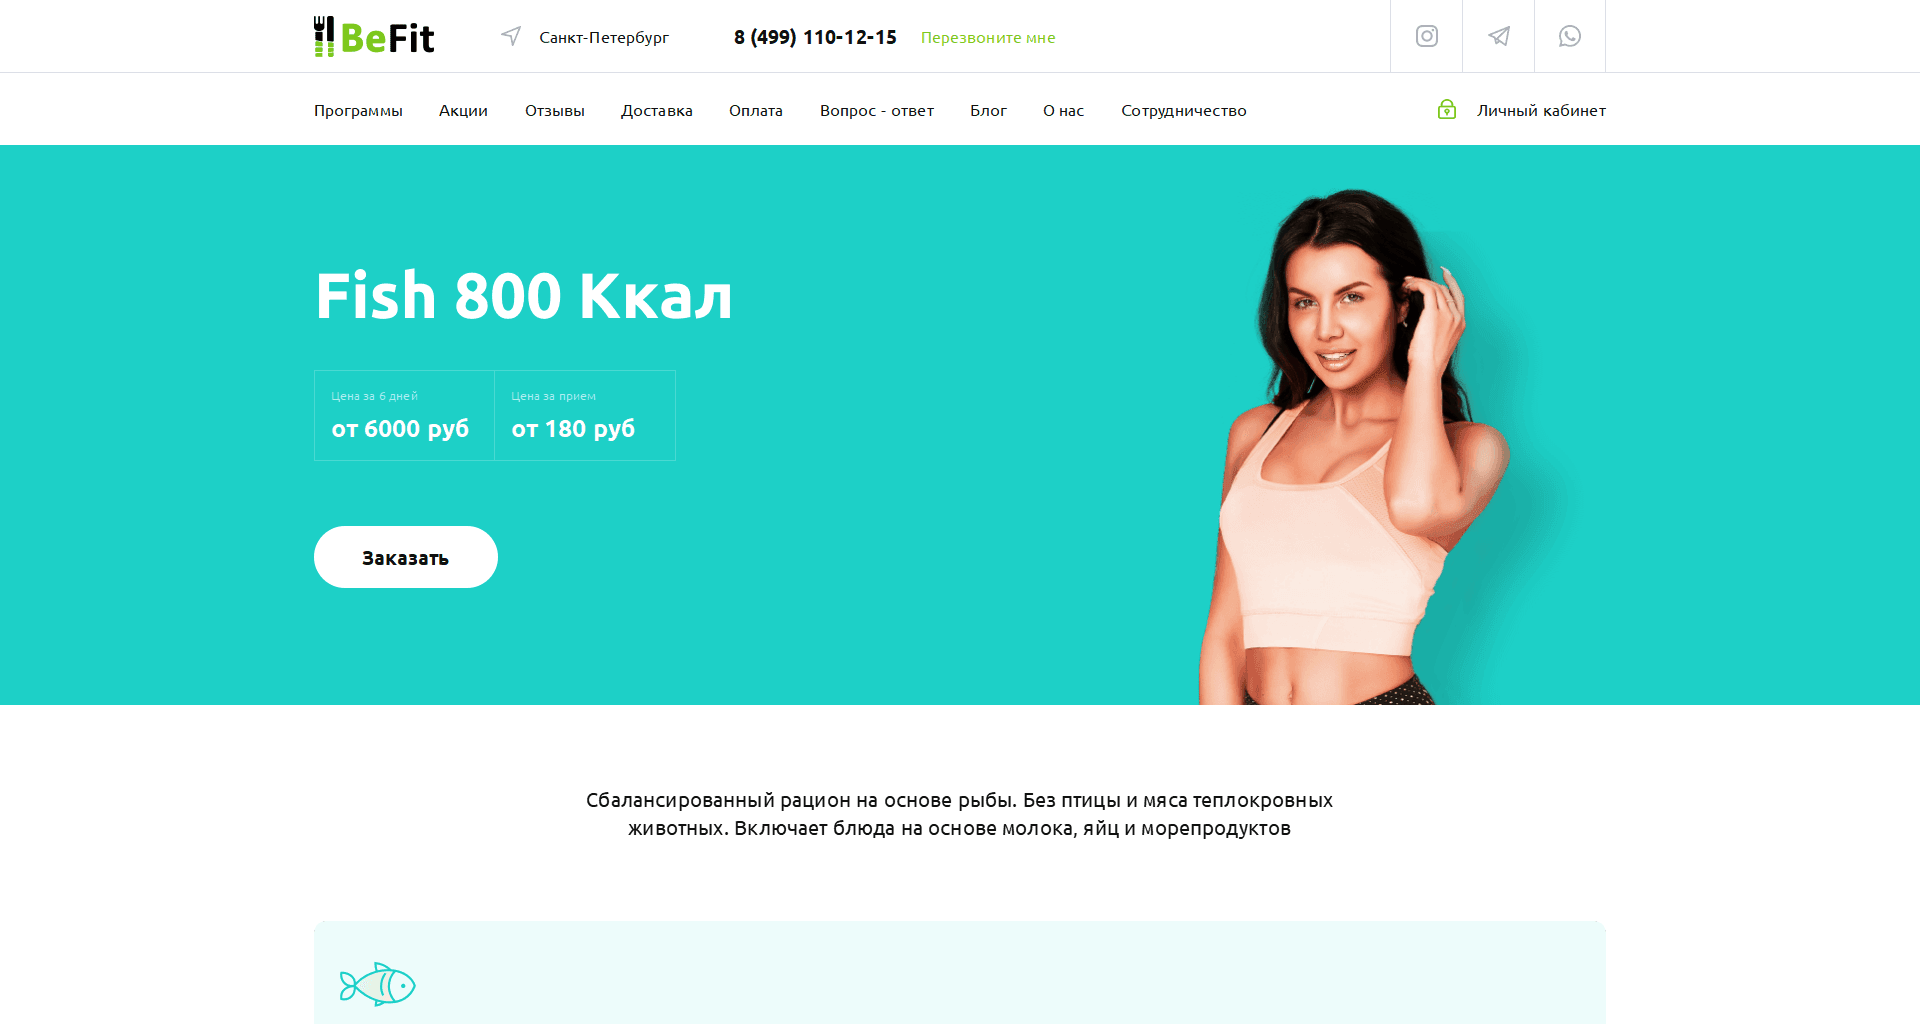 BeFit
Санкт-Петербург
8 (499) 110-12-15
Перезвоните мне
Программы
Акции
Отзывы
Доставка
Оплата
Вопрос - ответ
Блог
О нас
Сотрудничество
Личный кабинет
Fish 800 Ккал
Цена за 6 дней
от 6000 руб
Цена за прием
от 180 руб
Заказать
Сбалансированный рацион на основе рыбы. Без птицы и мяса теплокровных
животных. Включает блюда на основе молока, яйц и морепродуктов